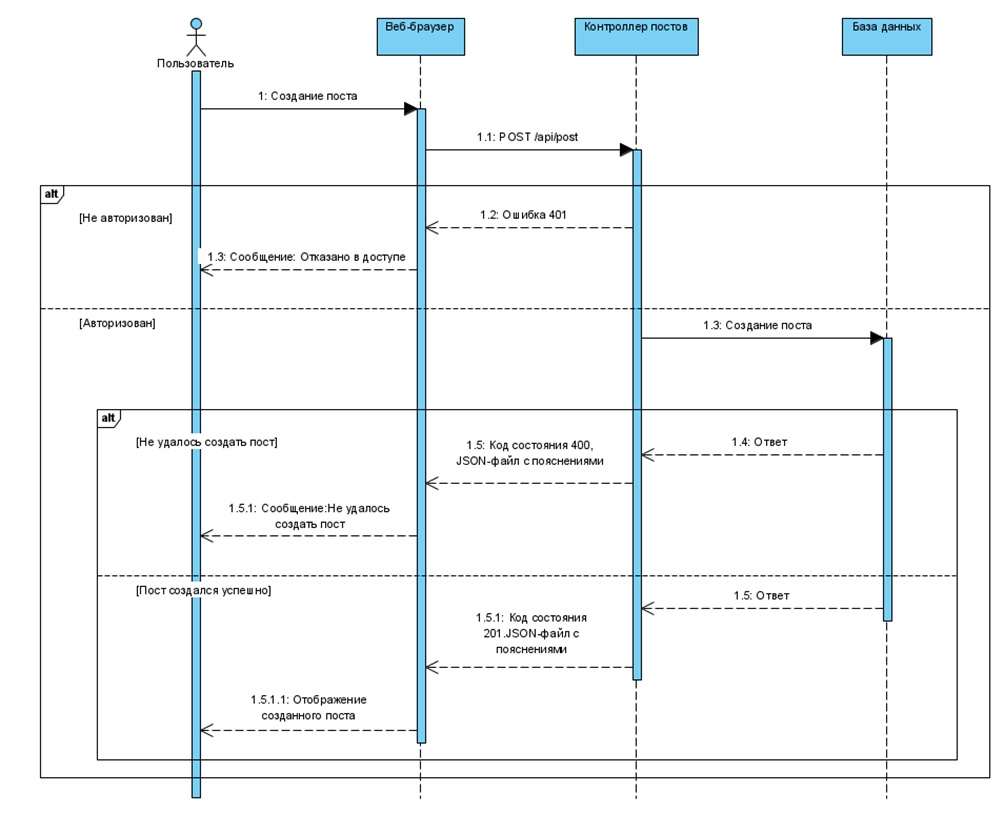 Пользователь
Веб-браузер
Контроллер постов
База данных
1: Создание поста
1.1: POST /api/post
alt
[Не авторизован]
1.2: Ошибка 401
1.3: Сообщение: Отказано в доступе
[Авторизован]
1.3: Создание поста
alt
[Не удалось создать пост]
1.4: Ответ
1.5: Код состояния 400,
JSON-файл с пояснениями
1.5.1: Сообщение:Не удалось
создать пост
[Пост создался успешно]
1.5: Ответ
1.5.1: Код состояния
201.JSON-файл с
пояснениями
1.5.1.1: Отображение
созданного поста